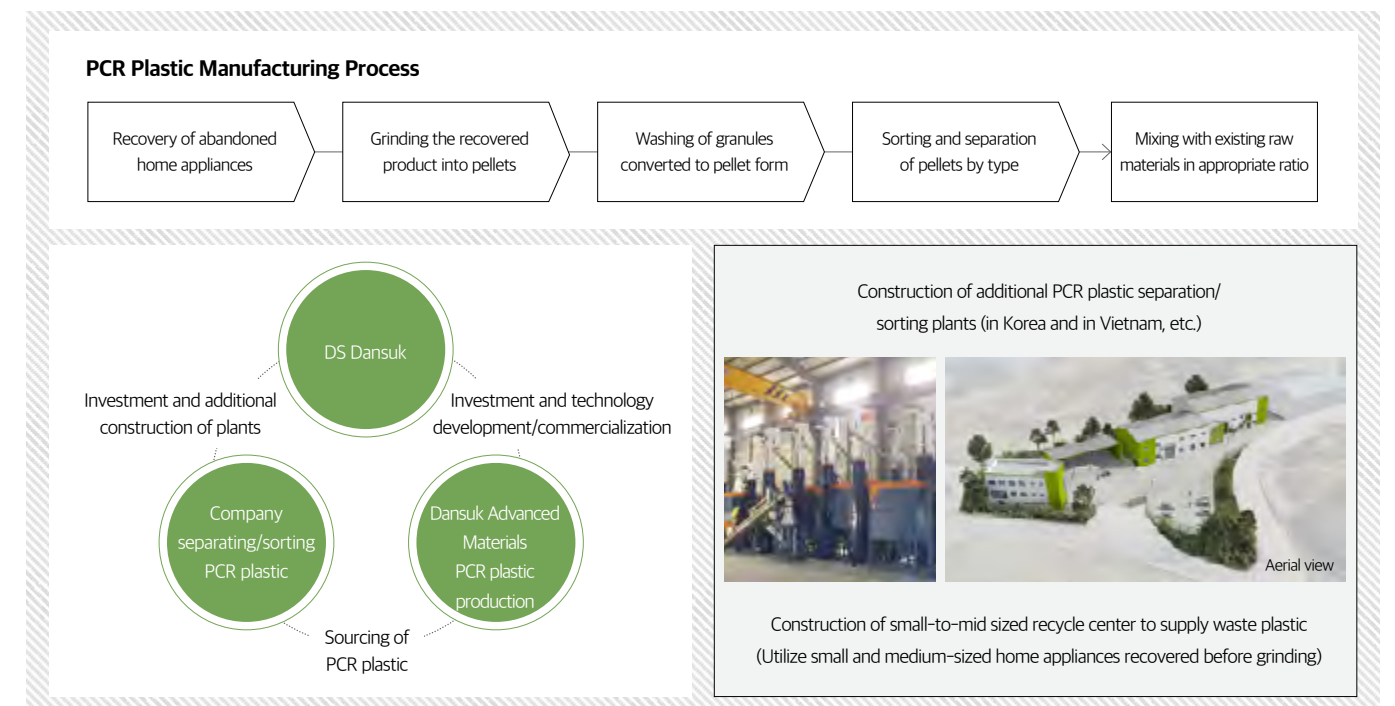 PCR Plastic Manufacturing Process
Recovery of abandoned
home appliances
Grinding the recovered
product into pellets
Washing of granules
converted to pellet form
Sorting and separation
of pellets by type
Mixing with existing raw
materials in appropriate ratio
DS Dansuk
Investment and additional
construction of plants
Investment and technology
development/commercialization
Company
separating/sorting
PCR plastic
Dansuk Advanced
Materials
PCR plastic
production
Sourcing of
PCR plastic
Construction of additional PCR plastic separation/
sorting plants (in Korea and in Vietnam, etc.)
Aerial view
Construction of small-to-mid sized recycle center to supply waste plastic
(Utilize small and medium-sized home appliances recovered before grinding)